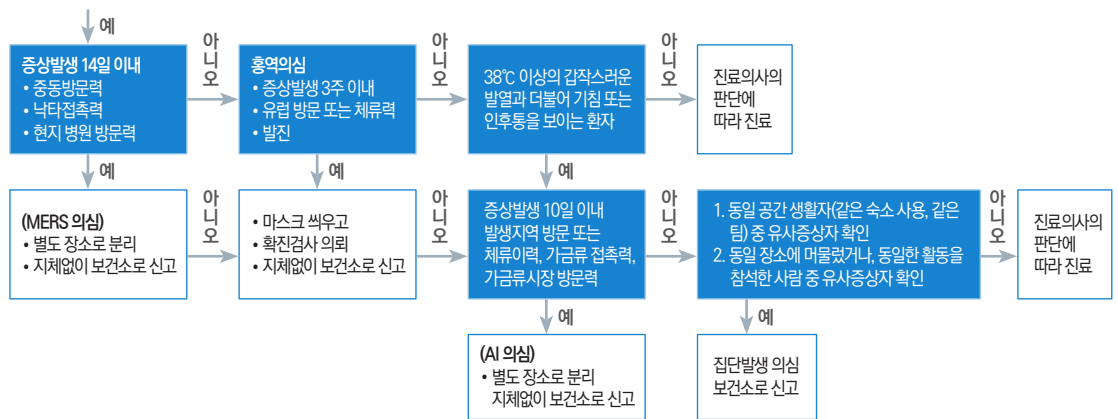 예
증상발생 14일 이내
• 중동방문력
• 낙타접촉력
• 현지 병원 방문력
아니오
홍역의심
• 증상발생 3주 이내
• 유럽 방문 또는 체류력
• 발진
아니오
38℃ 이상의 갑작스러운
발열과 더불어 기침 또는
인후통을 보이는 환자
아니오
진료의사의
판단에
따라 진료
예
예
예
(MERS 의심)
• 별도 장소로 분리
• 지체없이 보건소로 신고
아니오
• 마스크 씌우고
• 확진검사 의뢰
• 지체없이 보건소로 신고
아니오
증상발생 10일 이내
발생지역 방문 또는
체류이력, 가금류 접촉력,
가금류시장 방문력
아니오
1. 동일 공간 생활자(같은 숙소 사용, 같은
팀) 중 유사증상자 확인
2. 동일 장소에 머물렀거나, 동일한 활동을
참석한 사람 중 유사증상자 확인
아니오
진료의사의
판단에
따라 진료
예
예
(AI 의심)
• 별도 장소로 분리
지체없이 보건소로 신고
집단발생 의심
보건소로 신고